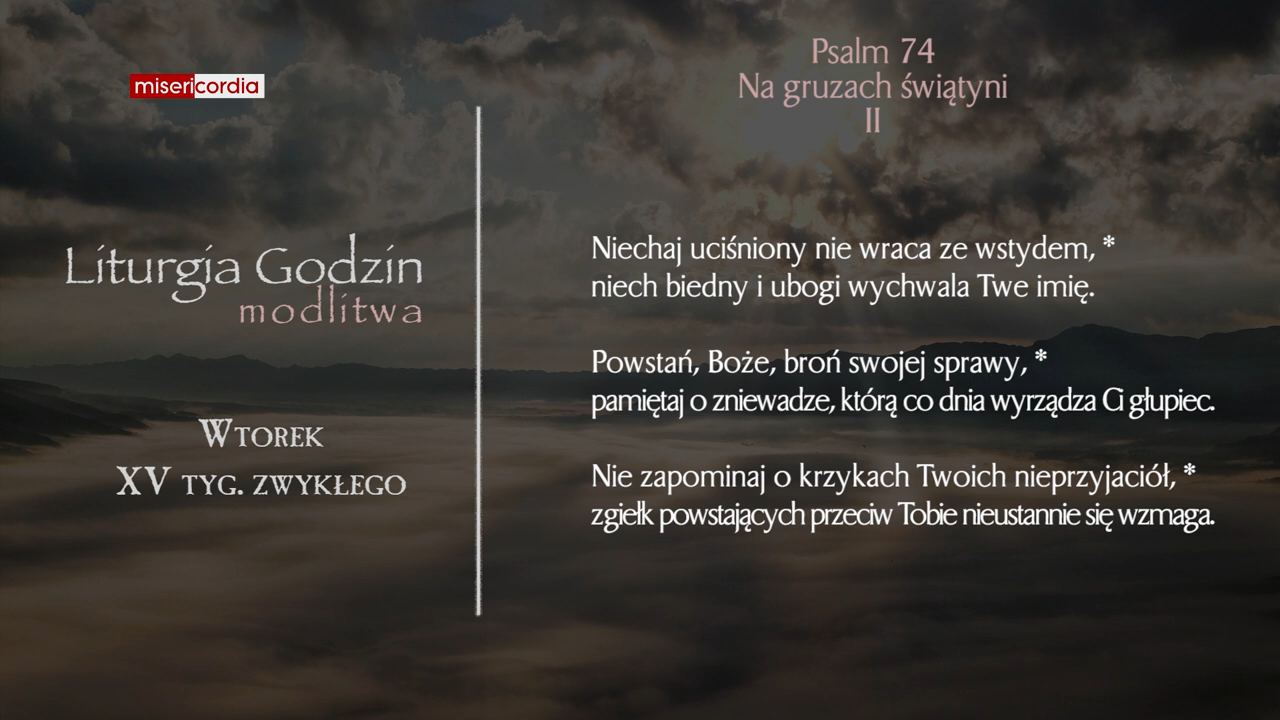 misericordia
Liturgia Godzin
modlitwa
Wtorek
XV tyg. zwykłego
Psalm 74
Na gruzach świątyni
II
Niechaj uciśniony nie wraca ze wstydem, *
niech biedny i ubogi wychwala Twe imię.
Powstań, Boże, broń swojej sprawy, *
pamiętaj o zniewadze, którą co dnia wyrządza Ci głupiec.
Nie zapominaj o krzykach Twoich nieprzyjaciół, *
zgiełk powstających przeciw Tobie nieustannie się wzmaga.